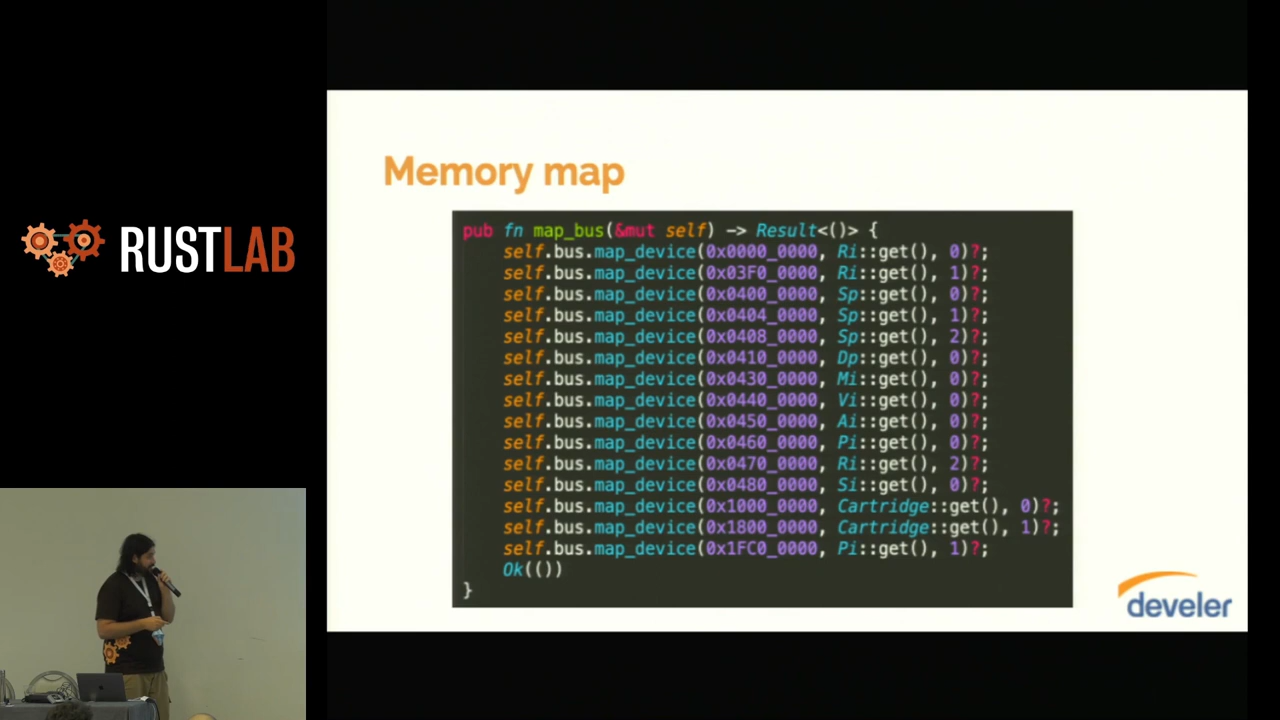 RUSTLAB
Memory map
pub fn map_bus(&mut self) -> Result<()> {
    self.bus.map_device(0x0000_0000, Ri::get(), 0)?;
    self.bus.map_device(0x03F0_0000, Ri::get(), 1)?;
    self.bus.map_device(0x0400_0000, Sp::get(), 0)?;
    self.bus.map_device(0x0404_0000, Sp::get(), 1)?;
    self.bus.map_device(0x0408_0000, Sp::get(), 2)?;
    self.bus.map_device(0x0410_0000, Dp::get(), 0)?;
    self.bus.map_device(0x0430_0000, Mi::get(), 0)?;
    self.bus.map_device(0x0440_0000, Vi::get(), 0)?;
    self.bus.map_device(0x0450_0000, Ai::get(), 0)?;
    self.bus.map_device(0x0460_0000, Pi::get(), 0)?;
    self.bus.map_device(0x0470_0000, Ri::get(), 2)?;
    self.bus.map_device(0x0480_0000, Si::get(), 0)?;
    self.bus.map_device(0x1000_0000, Cartridge::get(), 0)?;
    self.bus.map_device(0x1800_0000, Cartridge::get(), 1)?;
    self.bus.map_device(0x1FC0_0000, Pi::get(), 1)?;
    Ok(())
}
develer